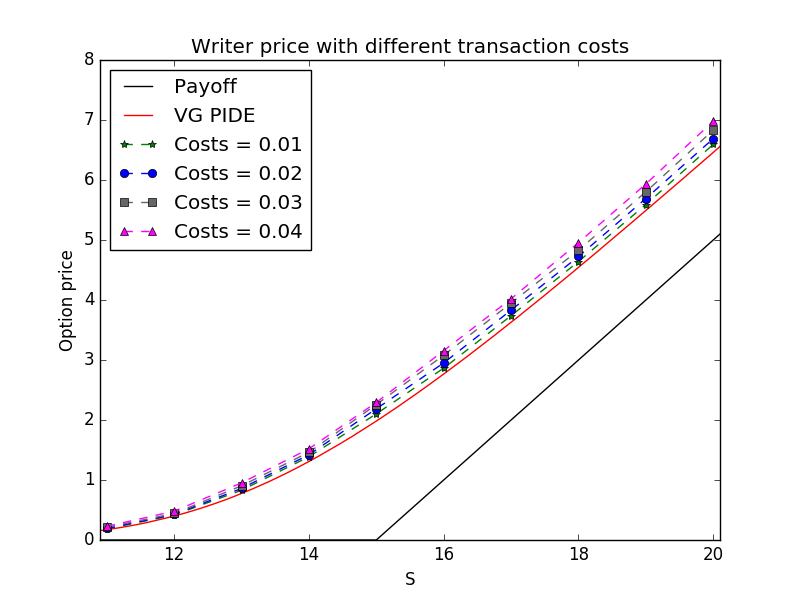 Writer price with different transaction costs
Payoff
VG PIDE
Costs = 0.01
Costs = 0.02
Costs = 0.03
Costs = 0.04
8
7
6
5
4
3
2
1
0
Option price
12
14
16
18
20
S